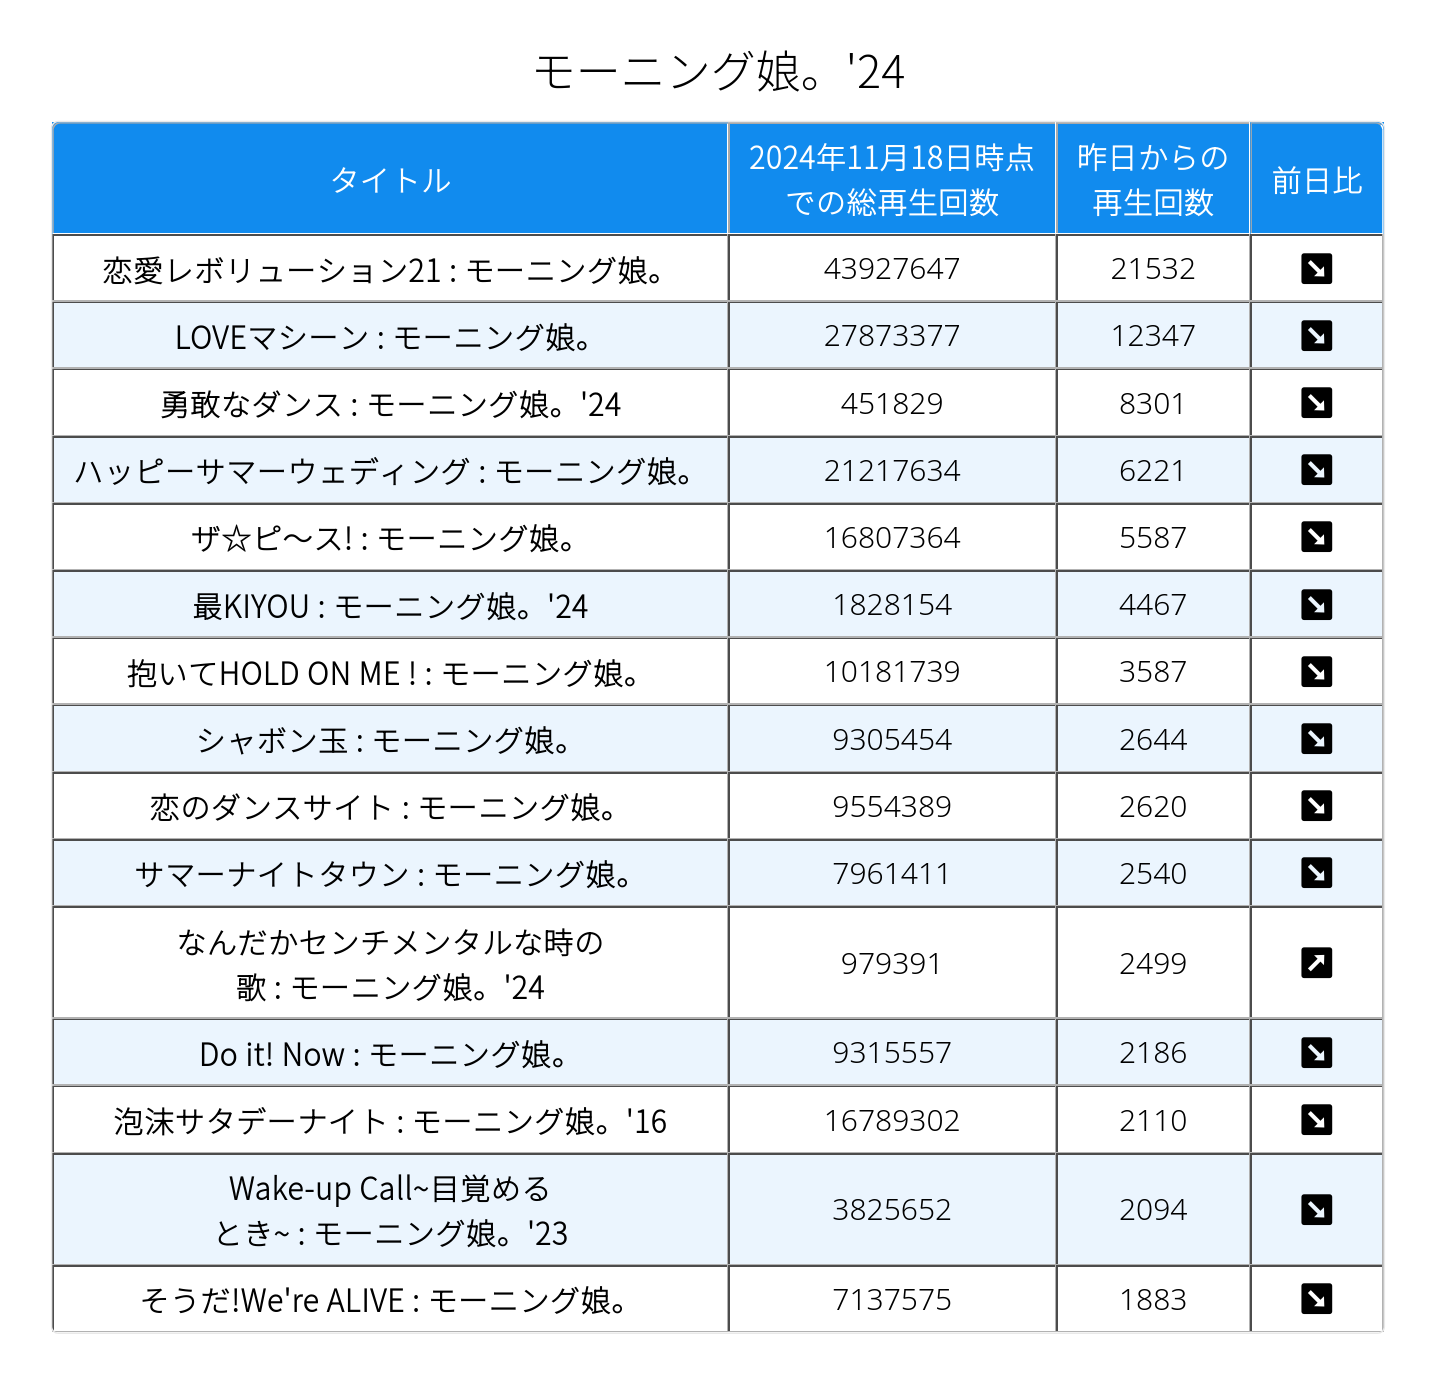 モーニング娘。'24
タイトル
2024年11月18日時点
での総再生回数
昨日からの
再生回数
前日比
恋愛レボリューション21 : モーニング娘。 43927647 21532 ↘
LOVEマシーン : モーニング娘。 27873377 12347 ↘
勇敢なダンス : モーニング娘。'24 451829 8301 ↘
ハッピーサマーウェディング : モーニング娘。 21217634 6221 ↘
ザ☆ピ〜ス! : モーニング娘。 16807364 5587 ↘
最KIYOU : モーニング娘。'24 1828154 4467 ↘
抱いてHOLD ON ME ! : モーニング娘。 10181739 3587 ↘
シャボン玉 : モーニング娘。 9305454 2644 ↘
恋のダンスサイト : モーニング娘。 9554389 2620 ↘
サマーナイトタウン : モーニング娘。 7961411 2540 ↘
なんだかセンチメンタルな時の
歌 : モーニング娘。'24 979391 2499 ↗
Do it! Now : モーニング娘。 9315557 2186 ↘
泡沫サタデーナイト : モーニング娘。'16 16789302 2110 ↘
Wake-up Call~目覚める
とき~ : モーニング娘。'23 3825652 2094 ↘
そうだ!We're ALIVE : モーニング娘。 7137575 1883 ↘